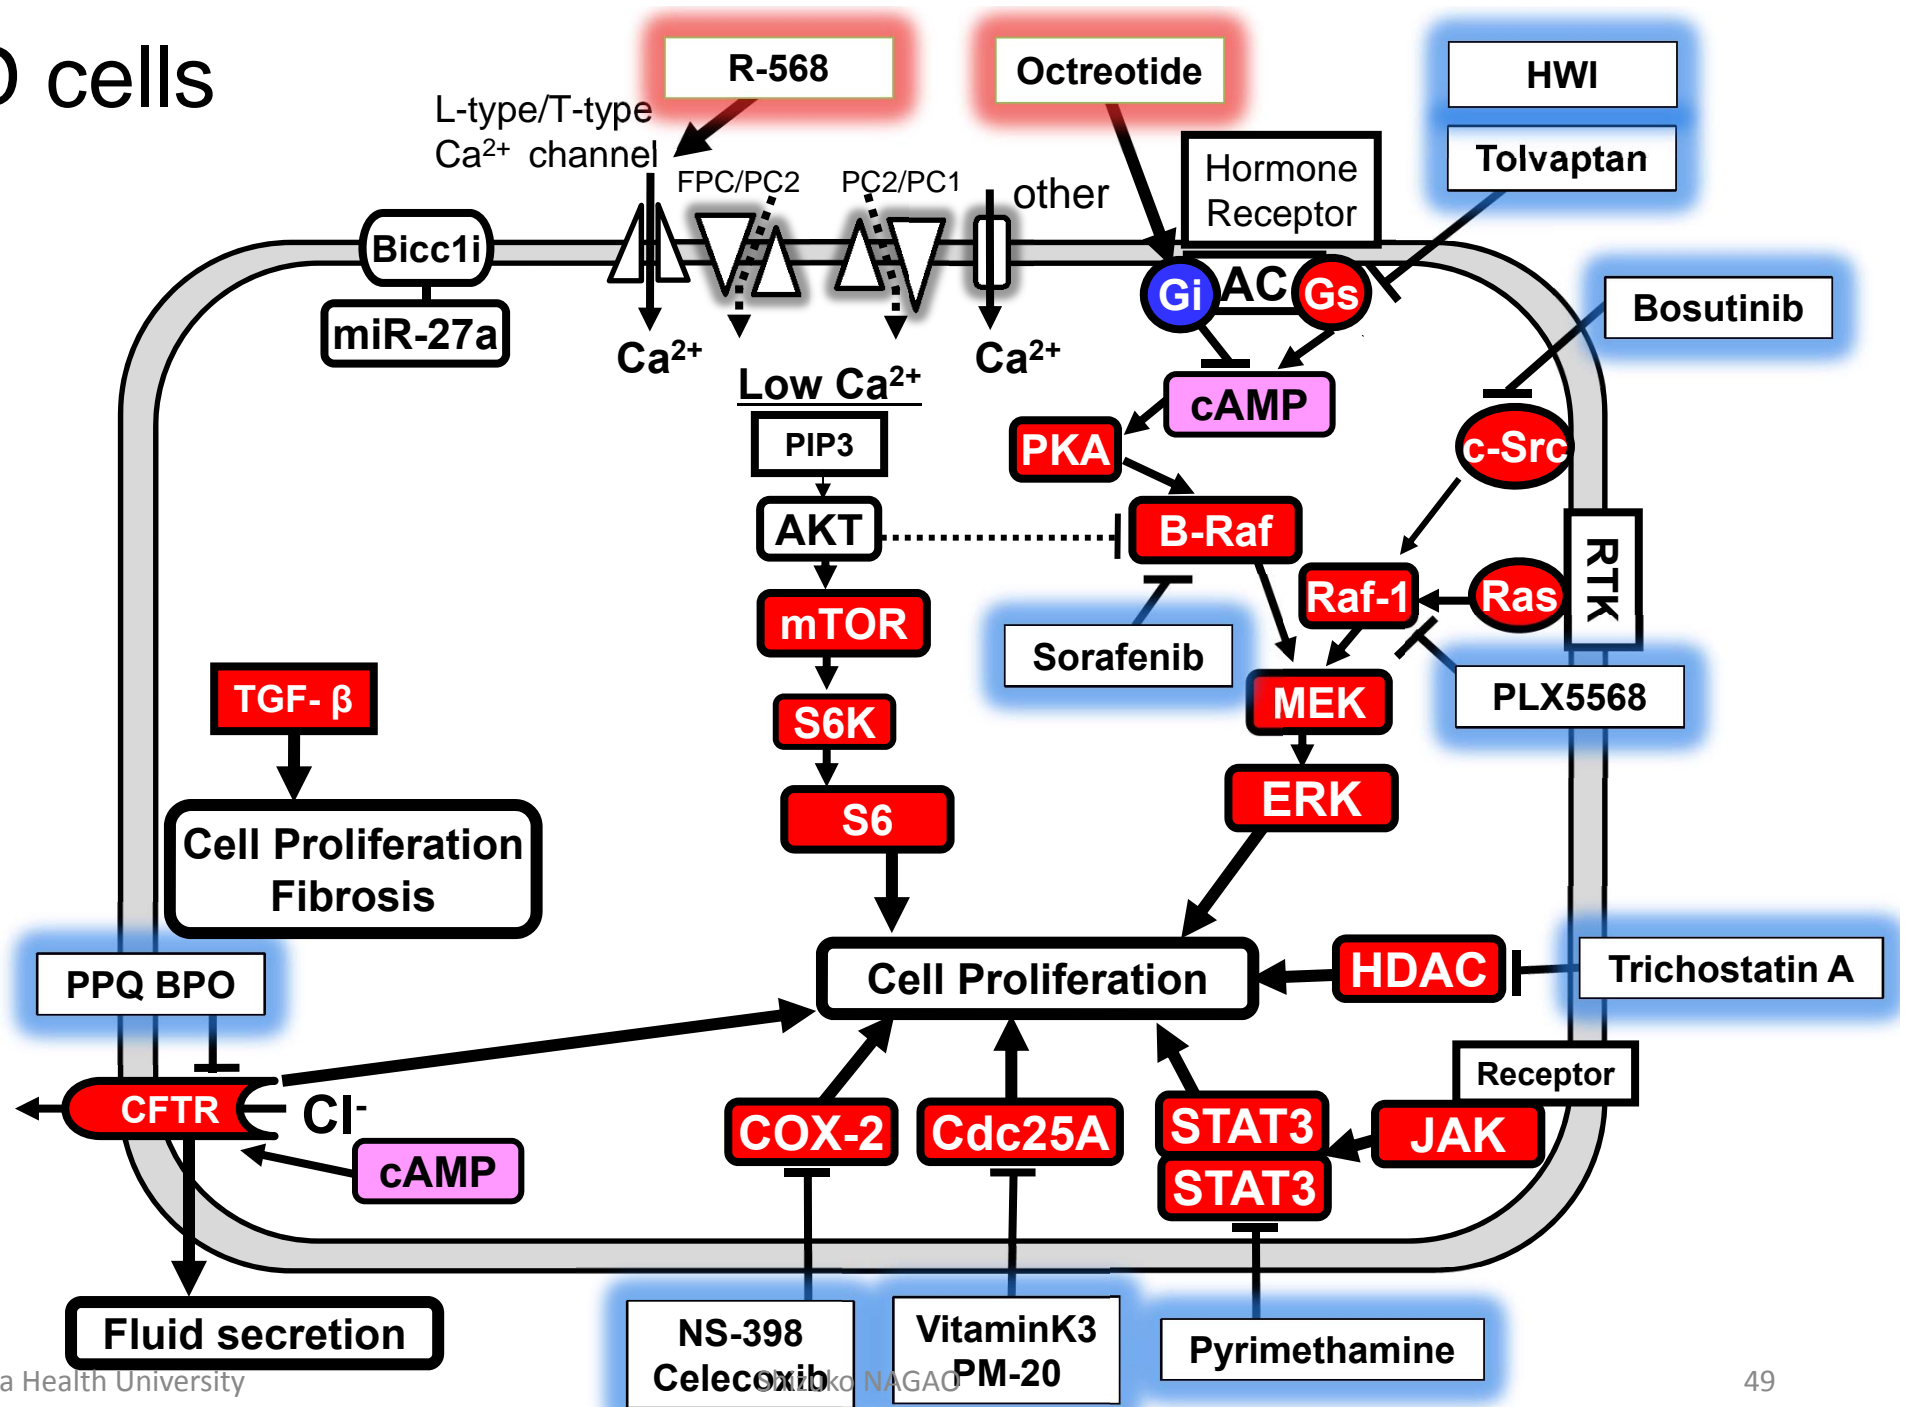 cells
R-568
Octreotide
HWI
L-type/T-type
Ca2+ channel
Tolvaptan
FPC/PC2
PC2/PC1
other
Hormone
Receptor
Bicc1i
miR-27a
Gi
AC
Gs
Bosutinib
Ca2+
Ca2+
Low Ca2+
cAMP
PIP3
PKA
c-Src
AKT
B-Raf
RTK
mTOR
Raf-1
Ras
Sorafenib
TGF- β
S6K
MEK
PLX5568
S6
ERK
Cell Proliferation
Fibrosis
PPQ BPO
Cell Proliferation
HDAC
Trichostatin A
Receptor
CFTR
Cl-
COX-2
Cdc25A
STAT3
JAK
cAMP
STAT3
Fluid secretion
NS-398
Celecoxib
VitaminK3
PM-20
Pyrimethamine
a Health University
Shizuko NAGAO
49